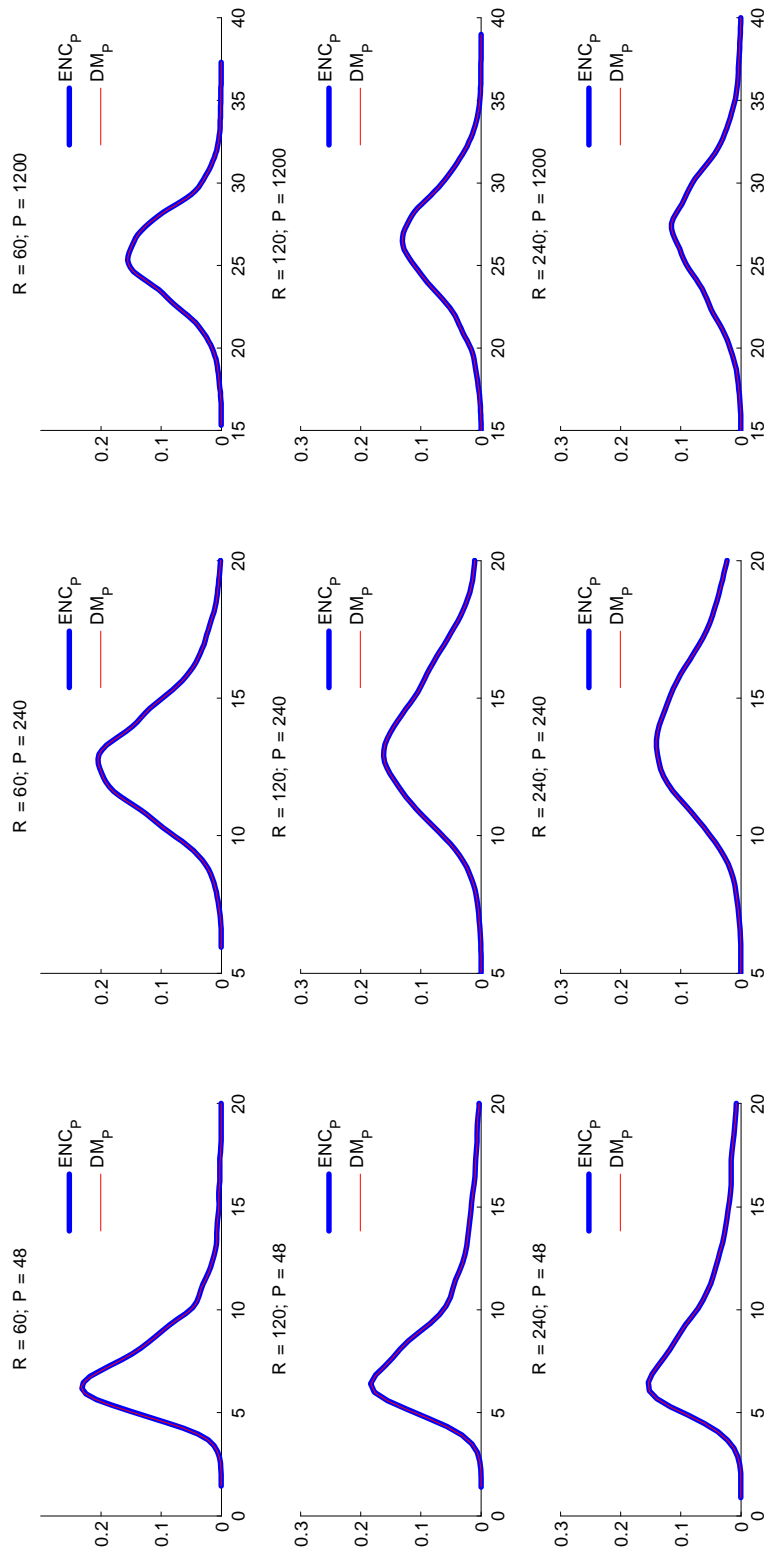 R = 60; P = 48
ENC_P
DM_P
0.2
0.1
0
0 5 10 15 20
R = 60; P = 240
ENC_P
DM_P
0.2
0.1
0
5 10 15 20
R = 60; P = 1200
ENC_P
DM_P
0.2
0.1
0
15 20 25 30 35 40
R = 120; P = 48
0.3
ENC_P
DM_P
0.2
0.1
0
0 5 10 15 20
R = 120; P = 240
0.3
ENC_P
DM_P
0.2
0.1
0
5 10 15 20
R = 120; P = 1200
0.3
ENC_P
DM_P
0.2
0.1
0
15 20 25 30 35 40
R = 240; P = 48
0.3
ENC_P
DM_P
0.2
0.1
0
0 5 10 15 20
R = 240; P = 240
0.3
ENC_P
DM_P
0.2
0.1
0
5 10 15 20
R = 240; P = 1200
0.3
ENC_P
DM_P
0.2
0.1
0
15 20 25 30 35 40